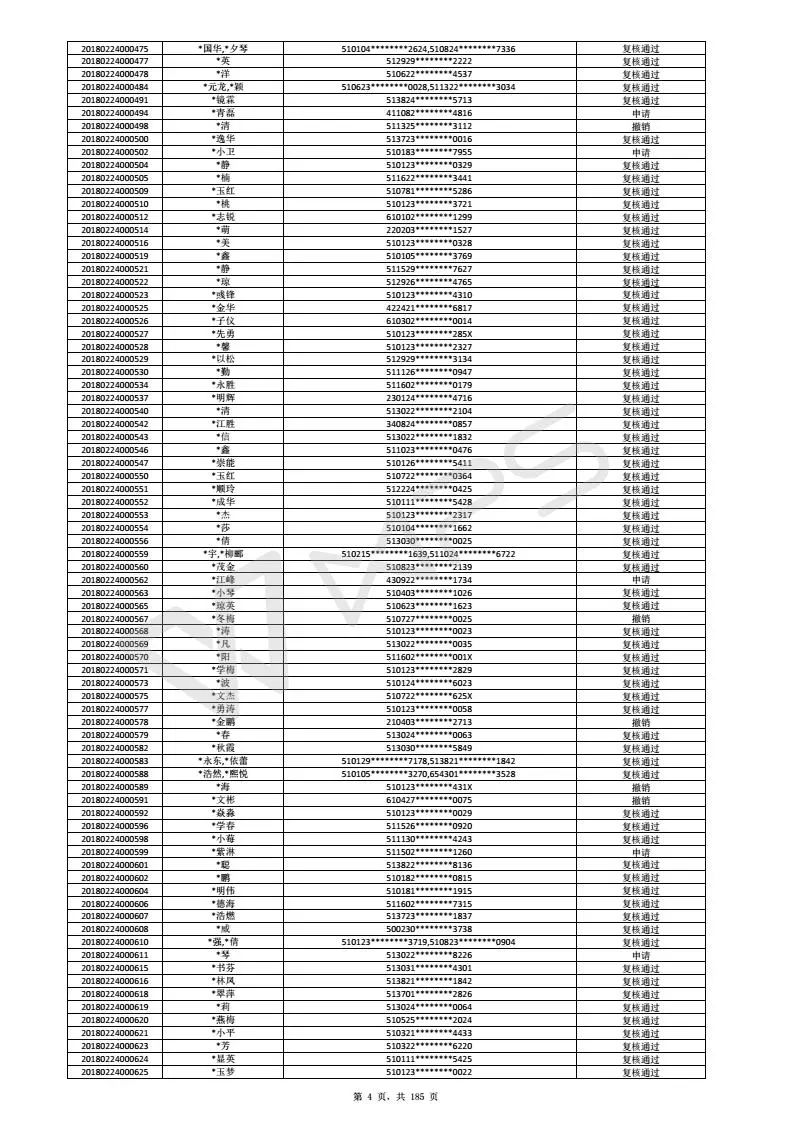 20180224000475 *国华,*夕琴 510104********2624,510824********7336 复核通过
20180224000477 *英 512929********2222 复核通过
20180224000478 *洋 510622********4537 复核通过
20180224000484 *元龙,*颖 510623********0028,511322********3034 复核通过
20180224000491 *镜霖 513824********5713 复核通过
20180224000494 *青磊 411082********4816 申请
20180224000498 *清 511325********3112 撤销
20180224000500 *逸华 513723********0016 复核通过
20180224000502 *小卫 510183********7955 申请
20180224000504 *静 510123********0329 复核通过
20180224000505 *楠 511622********3441 复核通过
20180224000509 *玉红 510781********5286 复核通过
20180224000510 *桃 510123********3721 复核通过
20180224000512 *志锐 610102********1299 复核通过
20180224000514 *萌 220203********1527 复核通过
20180224000516 *美 510123********0328 复核通过
20180224000519 *鑫 510105********3769 复核通过
20180224000521 *静 511529********7627 复核通过
20180224000522 *琼 512926********4765 复核通过
20180224000523 *彧锋 510123********4310 复核通过
20180224000525 *金华 422421********6817 复核通过
20180224000526 *子仪 610302********0014 复核通过
20180224000527 *先勇 510123********285X 复核通过
20180224000528 *馨 510123********2327 复核通过
20180224000529 *以松 512929********3134 复核通过
20180224000530 *勤 511126********0947 复核通过
20180224000534 *永胜 511602********0179 复核通过
20180224000537 *明辉 230124********4716 复核通过
20180224000540 *清 513022********2104 复核通过
20180224000542 *江胜 340824********0857 复核通过
20180224000543 *信 513022********1832 复核通过
20180224000546 *鑫 511023********0476 复核通过
20180224000547 *崇能 510126********5411 复核通过
20180224000550 *玉红 510722********0364 复核通过
20180224000551 *顺玲 512224********0425 复核通过
20180224000552 *成华 510111********5428 复核通过
20180224000553 *杰 510123********2317 复核通过
20180224000554 *莎 510104********1662 复核通过
20180224000556 *倩 513030********0025 复核通过
20180224000559 *宇,*柳郦 510215********1639,511024********6722 复核通过
20180224000560 *茂金 510823********2139 复核通过
20180224000562 *江峰 430922********1734 申请
20180224000563 *小琴 510403********1026 复核通过
20180224000565 *琼英 510623********1623 复核通过
20180224000567 *冬梅 510727********0025 撤销
20180224000568 *涛 510123********0023 复核通过
20180224000569 *凡 513022********0035 复核通过
20180224000570 *阳 511602********001X 复核通过
20180224000571 *学梅 510123********2829 复核通过
20180224000573 *波 510124********6023 复核通过
20180224000575 *文杰 510722********625X 复核通过
20180224000577 *勇涛 510123********0058 复核通过
20180224000578 *金鹏 210403********2713 撤销
20180224000579 *春 513024********0063 复核通过
20180224000582 *秋霞 513030********5849 复核通过
20180224000583 *永东,*依蕾 510129********7178,513821********1842 复核通过
20180224000588 *浩然,*熙悦 510105********3270,654301********3528 复核通过
20180224000589 *海 510123********431X 撤销
20180224000591 *文彬 610427********0075 撤销
20180224000592 *焱淼 510123********0029 复核通过
20180224000596 *学春 511526********0920 复核通过
20180224000598 *小莓 511130********4243 复核通过
20180224000599 *紫淋 511502********1260 申请
20180224000601 *聪 513822********8136 复核通过
20180224000602 *鹏 510182********0815 复核通过
20180224000604 *明伟 510181********1915 复核通过
20180224000606 *德海 511602********7315 复核通过
20180224000607 *浩燃 513723********1837 复核通过
20180224000608 *威 500230********3738 复核通过
20180224000610 *强,*倩 510123********3719,510823********0904 复核通过
20180224000611 *琴 513022********8226 申请
20180224000615 *书芬 513031********4301 复核通过
20180224000616 *林凤 513821********1842 复核通过
20180224000618 *翠萍 513701********2826 复核通过
20180224000619 *莉 513024********0064 复核通过
20180224000620 *燕梅 510525********2024 复核通过
20180224000621 *小平 510321********4433 复核通过
20180224000623 *芳 510322********6220 复核通过
20180224000624 *显英 510111********5425 复核通过
20180224000625 *玉梦 510123********0022 复核通过
第 4 页, 共 185 页